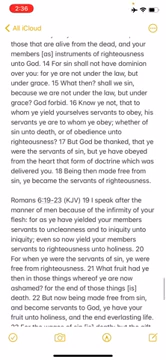 2:36
All iCloud
those that are alive from the dead, and your members
[as] instruments of righteousness unto God.
14 For sin shall not have dominion over
you: for ye are not under the law, but under grace.
15 What then? shall we sin,
because we are not under the law, but under
grace? God forbid. 16 Know ye not, that to
whom ye yield yourselves servants to obey,
his servants ye are to whom ye obey; whether
of sin unto death, or of obedience unto
righteousness? 17 But God be thanked, that ye
were the servants of sin, but ye have obeyed
from the heart that form of doctrine which was
delivered you. 18 Being then made free from
sin, ye became the servants of righteousness.
Romans 6:19-23 (KJV) 19 I speak after
the manner of men because of the infirmity of your
flesh: for as ye have yielded your members
servants to uncleanness and to iniquity unto
iniquity; even so now yield your members
servants to righteousness unto holiness. 20
For when ye were the servants of sin, ye were
free from righteousness. 21 What fruit had ye
then in those things whereof ye are now
ashamed? for the end of those things [is]
death. 22 But now being made free from sin,
and become servants to God, ye have your
fruit unto holiness, and the end everlasting
life. 23 For the wages of sin [is] death; but the gift